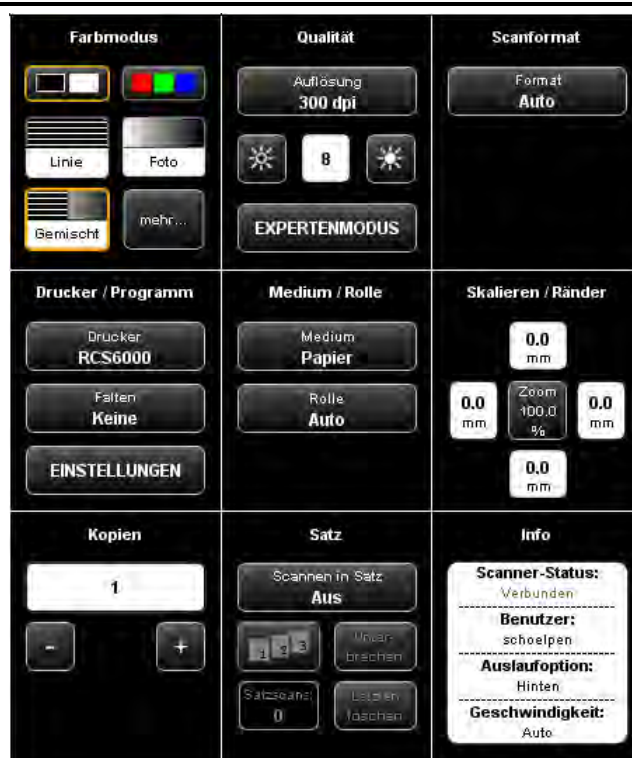 Farbmodus
Linie
Foto
Gemischt
mehr...
Qualität
Auflösung
300 dpi
8
EXPERTENMODUS
Scanformat
Format
Auto
Drucker / Programm
Drucker
RCS6000
Falten
Keine
EINSTELLUNGEN
Medium / Rolle
Medium
Papier
Rolle
Auto
Skalieren / Ränder
0.0
mm
0.0
mm
Zoom
100.0
%
0.0
mm
0.0
mm
Kopien
1
-
+
Satz
Scannen in Satz
Aus
1 2 3
Unter-
brechen
Satzscans:
0
Letzten
löschen
Info
Scanner-Status:
Verbunden
Benutzer:
schoelpen
Auslaufoption:
Hinten
Geschwindigkeit:
Auto